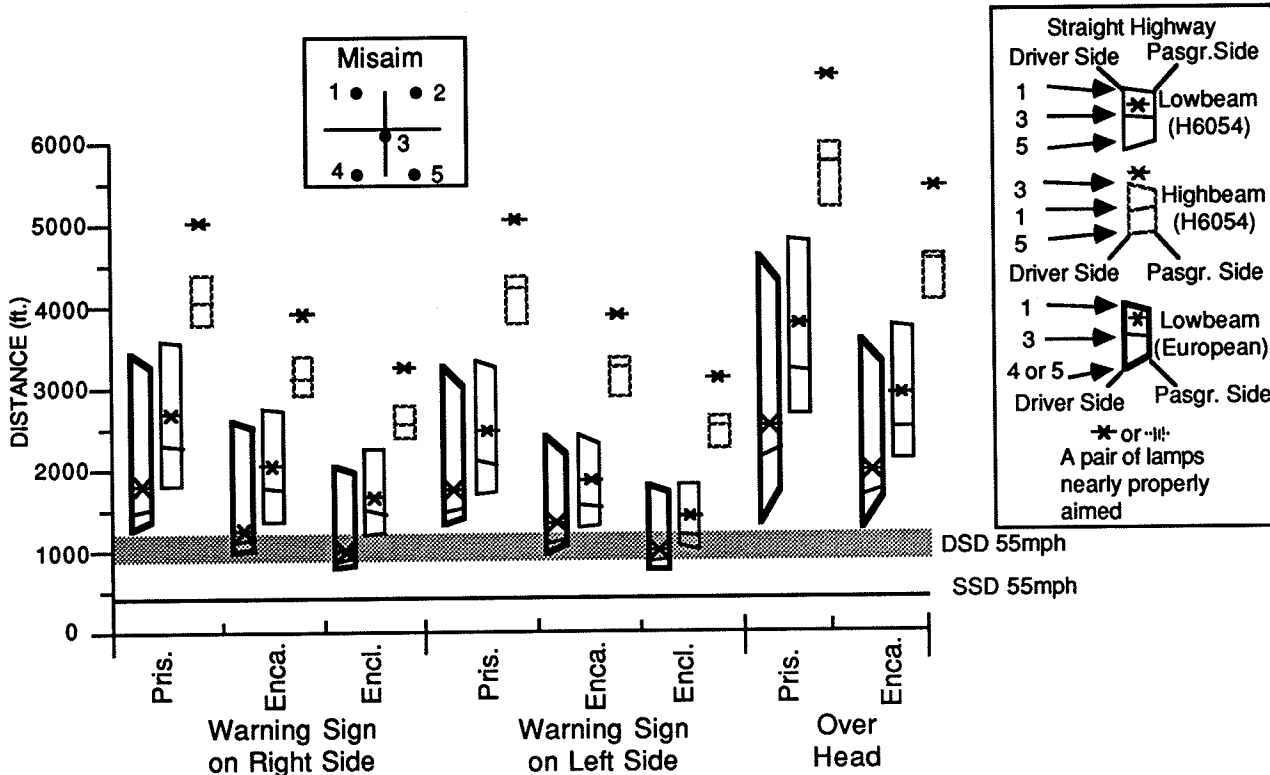 Misaim
1
2
3
4
5
6000
5000
4000
3000
2000
1000
0
DISTANCE (ft.)
DSD 55mph
SSD 55mph
Pris.
Enca.
Encl.
Pris.
Enca.
Encl.
Pris.
Enca.
Warning Sign
on Right Side
Warning Sign
on Left Side
Over
Head
Straight Highway
Driver Side
Pasgr. Side
1
3
5
Lowbeam
(H6054)
3
1
5
Highbeam
(H6054)
Driver Side
Pasgr. Side
1
3
4 or 5
Lowbeam
(European)
Driver Side
Pasgr. Side
or
A pair of lamps
nearly properly
aimed